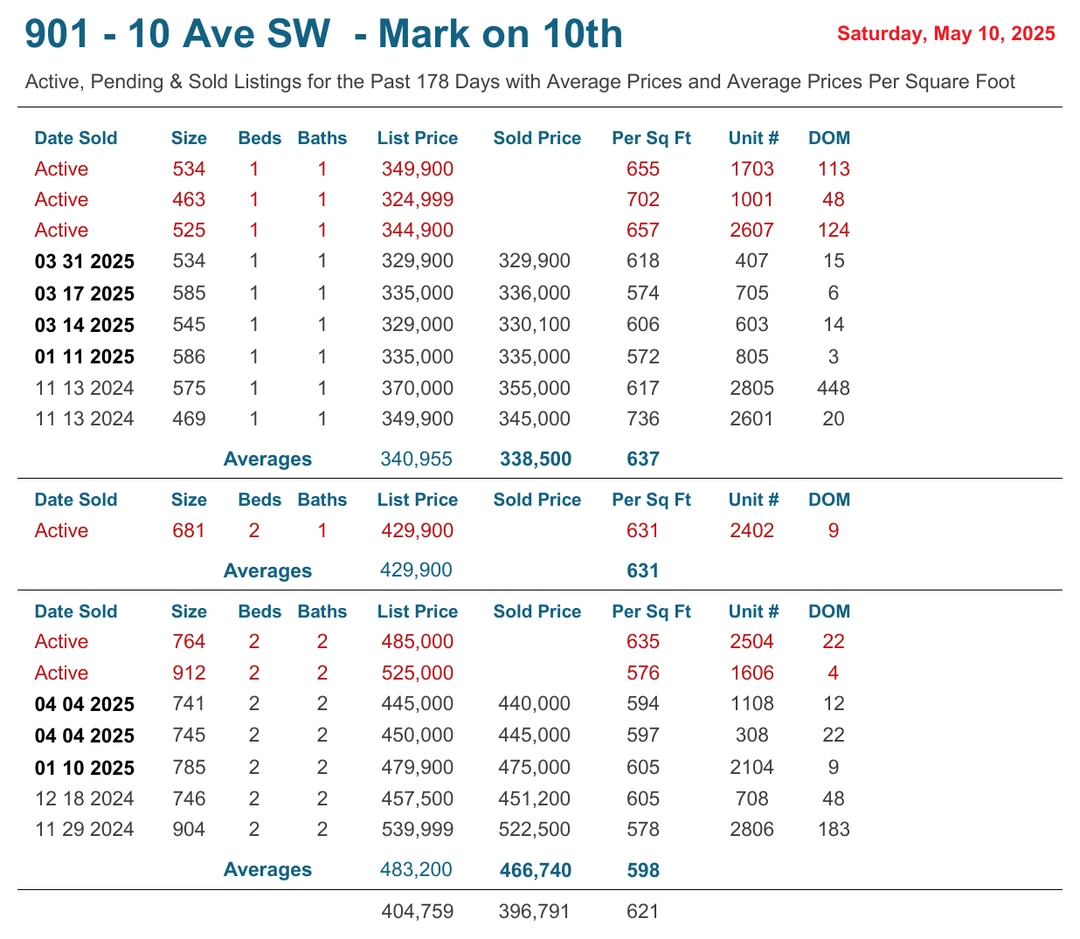 901 - 10 Ave SW - Mark on 10th Saturday, May 10, 2025
Active, Pending & Sold Listings for the Past 178 Days with Average Prices and Average Prices Per Square Foot
Date Sold Size Beds Baths List Price Sold Price Per Sq Ft Unit # DOM
Active 534 1 1 349,900 655 1703 113
Active 463 1 1 324,999 702 1001 48
Active 525 1 1 344,900 657 2607 124
03 31 2025 534 1 1 329,900 329,900 618 407 15
03 17 2025 585 1 1 335,000 336,000 574 705 6
03 14 2025 545 1 1 329,000 330,100 606 603 14
01 11 2025 586 1 1 335,000 335,000 572 805 3
11 13 2024 575 1 1 370,000 355,000 617 2805 448
11 13 2024 469 1 1 349,900 345,000 736 2601 20
Averages 340,955 338,500 637
Date Sold Size Beds Baths List Price Sold Price Per Sq Ft Unit # DOM
Active 681 2 1 429,900 631 2402 9
Averages 429,900 631
Date Sold Size Beds Baths List Price Sold Price Per Sq Ft Unit # DOM
Active 764 2 2 485,000 635 2504 22
Active 912 2 2 525,000 576 1606 4
04 04 2025 741 2 2 445,000 440,000 594 1108 12
04 04 2025 745 2 2 450,000 445,000 597 308 22
01 10 2025 785 2 2 479,900 475,000 605 2104 9
12 18 2024 746 2 2 457,500 451,200 605 708 48
11 29 2024 904 2 2 539,999 522,500 578 2806 183
Averages 483,200 466,740 598
404,759 396,791 621